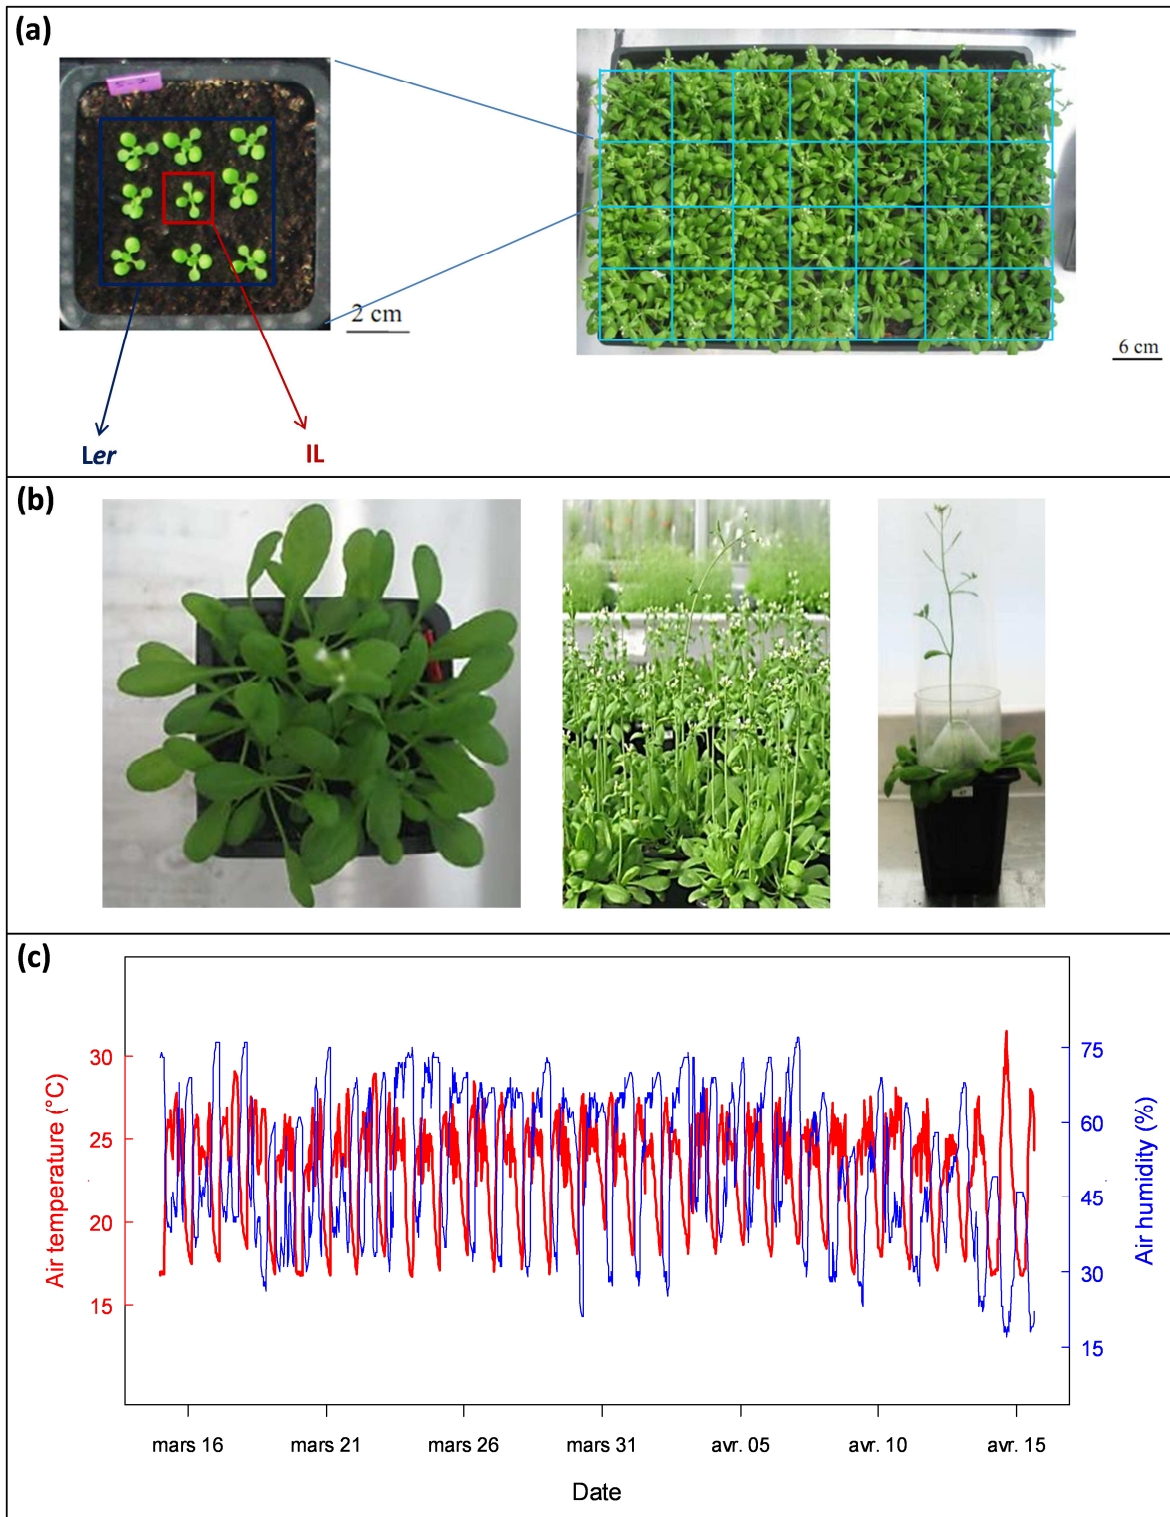 (a)
2 cm
6 cm
Ler
IL
(b)
(c)
Air temperature (°C)
30
25
20
15
75
60
45
30
15
Air humidity (%)
mars 16
mars 21
mars 26
mars 31
avr. 05
avr. 10
avr. 15
Date